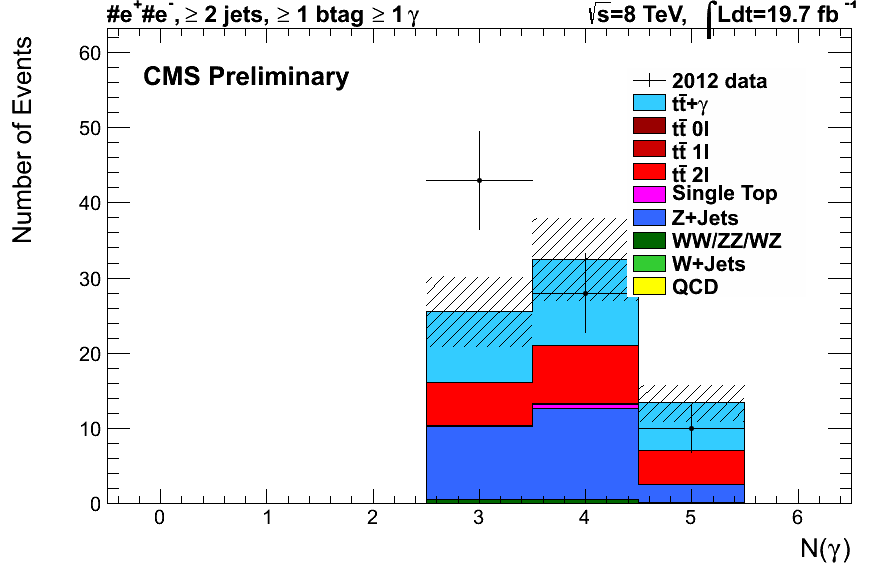 #e+#e-, ≥ 2 jets, ≥ 1 btag ≥ 1 γ
√s=8 TeV, ∫Ldt=19.7 fb-1
CMS Preliminary
Number of Events
60
50
40
30
20
10
0
2012 data
tt̄+γ
tt̄ 0l
tt̄ 1l
tt̄ 2l
Single Top
Z+Jets
WW/ZZ/WZ
W+Jets
QCD
0 1 2 3 4 5 6
N(γ)